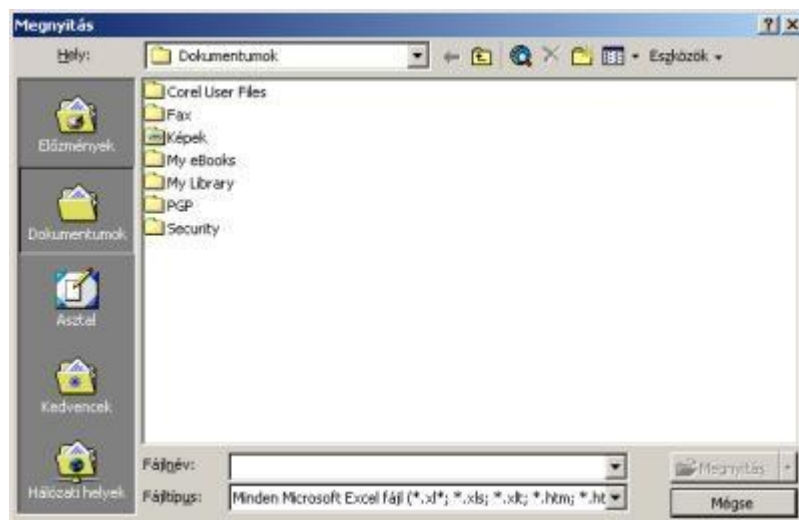 Megnyitás
Hely:
Dokumentumok
Eszközök
Előzmények
Dokumentumok
Asztal
Kedvencek
Hálózati helyek
Corel User Files
Fax
Képek
My eBooks
My Library
PGP
Security
Fájlnév:
Megnyitás
Fájltípus:
Minden Microsoft Excel fájl (*.xl*; *.xls; *.xlt; *.htm; *.ht
Mégse